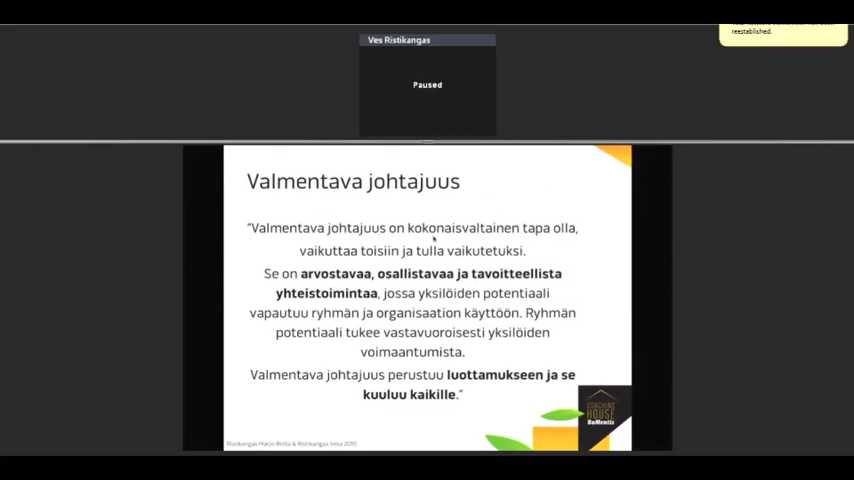 reestablished.
Ves Ristikangas
Paused
Valmentava johtajuus
"Valmentava johtajuus on kokonaisvaltainen tapa olla,
vaikuttaa toisiin ja tulla vaikutetuksi.
Se on arvostavaa, osallistavaa ja tavoitteellista
yhteistoimintaa, jossa yksilöiden potentiaali
vapautuu ryhmän ja organisaation käyttöön. Ryhmän
potentiaali tukee vastavuoroisesti yksilöiden
voimaantumista.
Valmentava johtajuus perustuu luottamukseen ja se
kuuluu kaikille."
COACHING
HOUSE
BoMentis
Ristikangas Marjo-Riitta & Ristikangas Vesa 2010